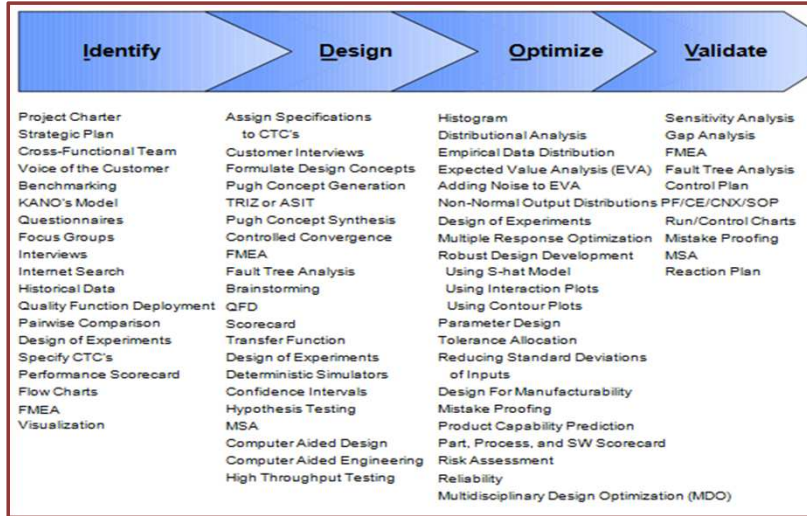 Identify
Design
Optimize
Validate
Project Charter
Strategic Plan
Cross-Functional Team
Voice of the Customer
Benchmarking
KANO's Model
Questionnaires
Focus Groups
Interviews
Internet Search
Historical Data
Quality Function Deployment
Pairwise Comparison
Design of Experiments
Specify CTC's
Performance Scorecard
Flow Charts
FMEA
Visualization
Assign Specifications
to CTC's
Customer Interviews
Formulate Design Concepts
Pugh Concept Generation
TRIZ or ASIT
Pugh Concept Synthesis
Controlled Convergence
FMEA
Fault Tree Analysis
Brainstorming
QFD
Scorecard
Transfer Function
Design of Experiments
Deterministic Simulators
Confidence Intervals
Hypothesis Testing
MSA
Computer Aided Design
Computer Aided Engineering
High Throughput Testing
Histogram
Distributional Analysis
Empirical Data Distribution
Expected Value Analysis (EVA)
Adding Noise to EVA
Non-Normal Output Distributions
Design of Experiments
Multiple Response Optimization
Robust Design Development
Using S-hat Model
Using Interaction Plots
Using Contour Plots
Parameter Design
Tolerance Allocation
Reducing Standard Deviations
of Inputs
Design For Manufacturability
Mistake Proofing
Product Capability Prediction
Part, Process, and SW Scorecard
Risk Assessment
Reliability
Multidisciplinary Design Optimization (MDO)
Sensitivity Analysis
Gap Analysis
FMEA
Fault Tree Analysis
Control Plan
PF/CE/CNX/SOP
Run/Control Charts
Mistake Proofing
MSA
Reaction Plan